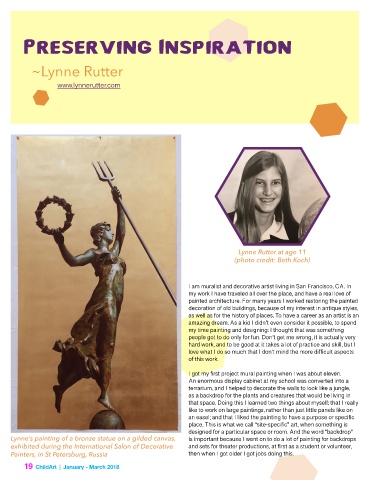 PRESERVING INSPIRATION
~Lynne Rutter
www.lynnerutter.com
Lynne Rutter at age 11
(photo credit: Beth Koch)
I am muralist and decorative artist living in San Francisco, CA. In
my work I have traveled all over the place, and have a real love of
painted architecture. For many years I worked restoring the painted
decoration of old buildings, because of my interest in antique styles,
as well as for the history of places. To have a career as an artist is an
amazing dream. As a kid I didn't even consider it possible, to spend
my time painting and designing; I thought that was something
people got to do only for fun. Don't get me wrong, it is actually very
hard work, and to be good at it takes a lot of practice and skill, but I
love what I do so much that I don't mind the more difficult aspects
of this work.
I got my first project mural painting when I was about eleven.
An enormous display cabinet at my school was converted into a
terrarium, and I helped to decorate the walls to look like a jungle,
as a backdrop for the plants and creatures that would be living in
that space. Doing this I learned two things about myself; that I really
like to work on large paintings, rather than just little panels like on
an easel; and that I liked the painting to have a purpose or specific
place. This is what we call "site-specific" art, when something is
designed for a particular space or room. And the word "backdrop"
is important because I went on to do a lot of painting for backdrops
and sets for theater productions, at first as a student or volunteer,
then when I got older I got jobs doing this.
Lynne's painting of a bronze statue on a gilded canvas,
exhibited during the International Salon of Decorative
Painters, in St Petersburg, Russia
19 ChildArt | January - March 2018